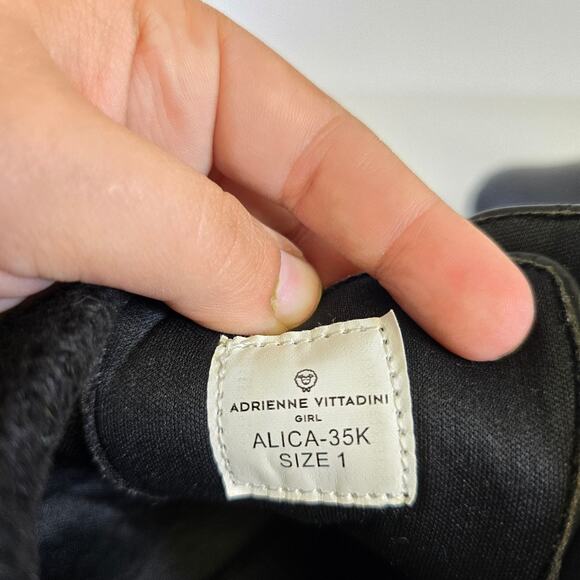 ADRIENNE VITTADINI
GIRL
ALICA-35K
SIZE 1